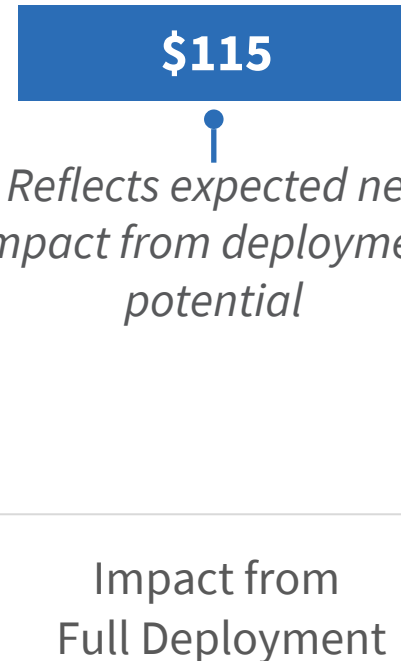 $115
Reflects expected ne
mpact from deployme
potential
Impact from
Full Deployment